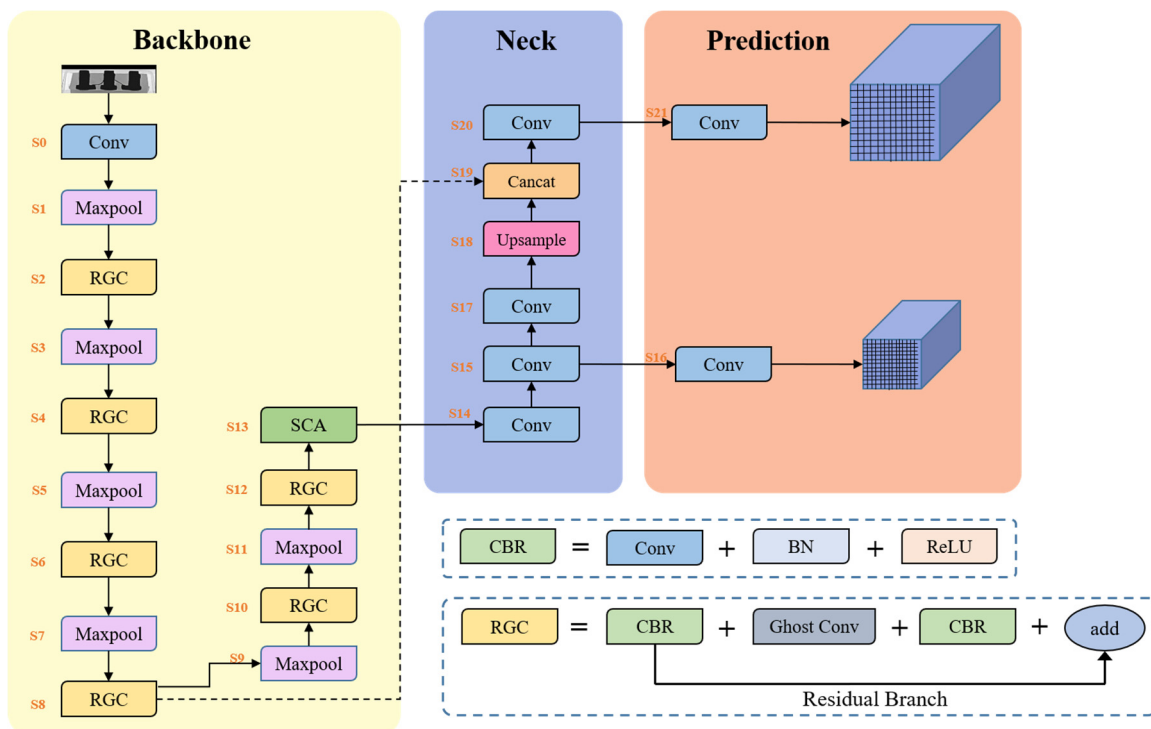 Backbone
S0
Conv
S1
Maxpool
S2
RGC
S3
Maxpool
S4
RGC
S5
Maxpool
S6
RGC
S7
Maxpool
S8
RGC
S9
Maxpool
S10
RGC
S11
Maxpool
S12
RGC
S13
SCA
Neck
S20
Conv
S19
Cancat
S18
Upsample
S17
Conv
S15
Conv
S14
Conv
Prediction
S21
Conv
S16
Conv
CBR = Conv + BN + ReLU
RGC = CBR + Ghost Conv + CBR + add
Residual Branch